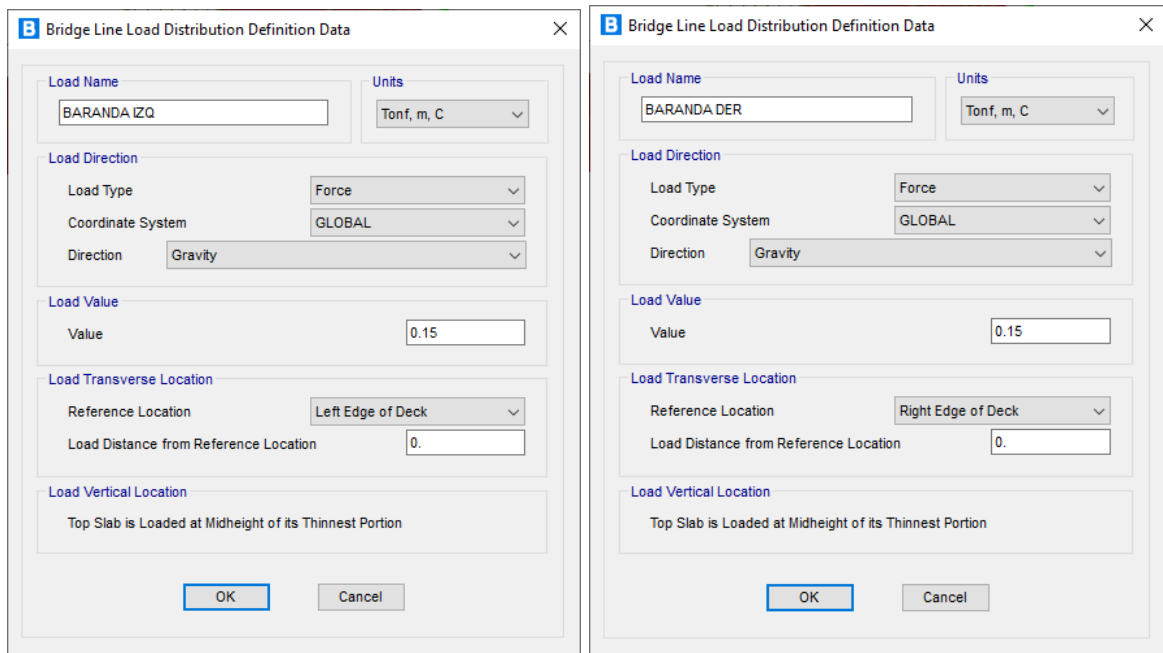 B Bridge Line Load Distribution Definition Data
Load Name
Units
BARANDA IZQ
Tonf, m, C
Load Direction
Load Type
Force
Coordinate System
GLOBAL
Direction
Gravity
Load Value
Value
0.15
Load Transverse Location
Reference Location
Left Edge of Deck
Load Distance from Reference Location
0.
Load Vertical Location
Top Slab is Loaded at Midheight of its Thinnest Portion
OK
Cancel
B Bridge Line Load Distribution Definition Data
Load Name
Units
BARANDA DER
Tonf, m, C
Load Direction
Load Type
Force
Coordinate System
GLOBAL
Direction
Gravity
Load Value
Value
0.15
Load Transverse Location
Reference Location
Right Edge of Deck
Load Distance from Reference Location
0.
Load Vertical Location
Top Slab is Loaded at Midheight of its Thinnest Portion
OK
Cancel